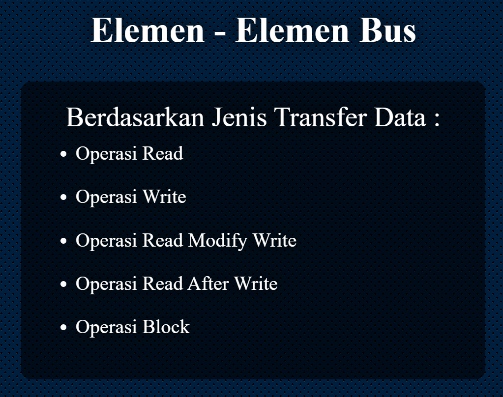 Elemen - Elemen Bus
Berdasarkan Jenis Transfer Data :
• Operasi Read
• Operasi Write
• Operasi Read Modify Write
• Operasi Read After Write
• Operasi Block